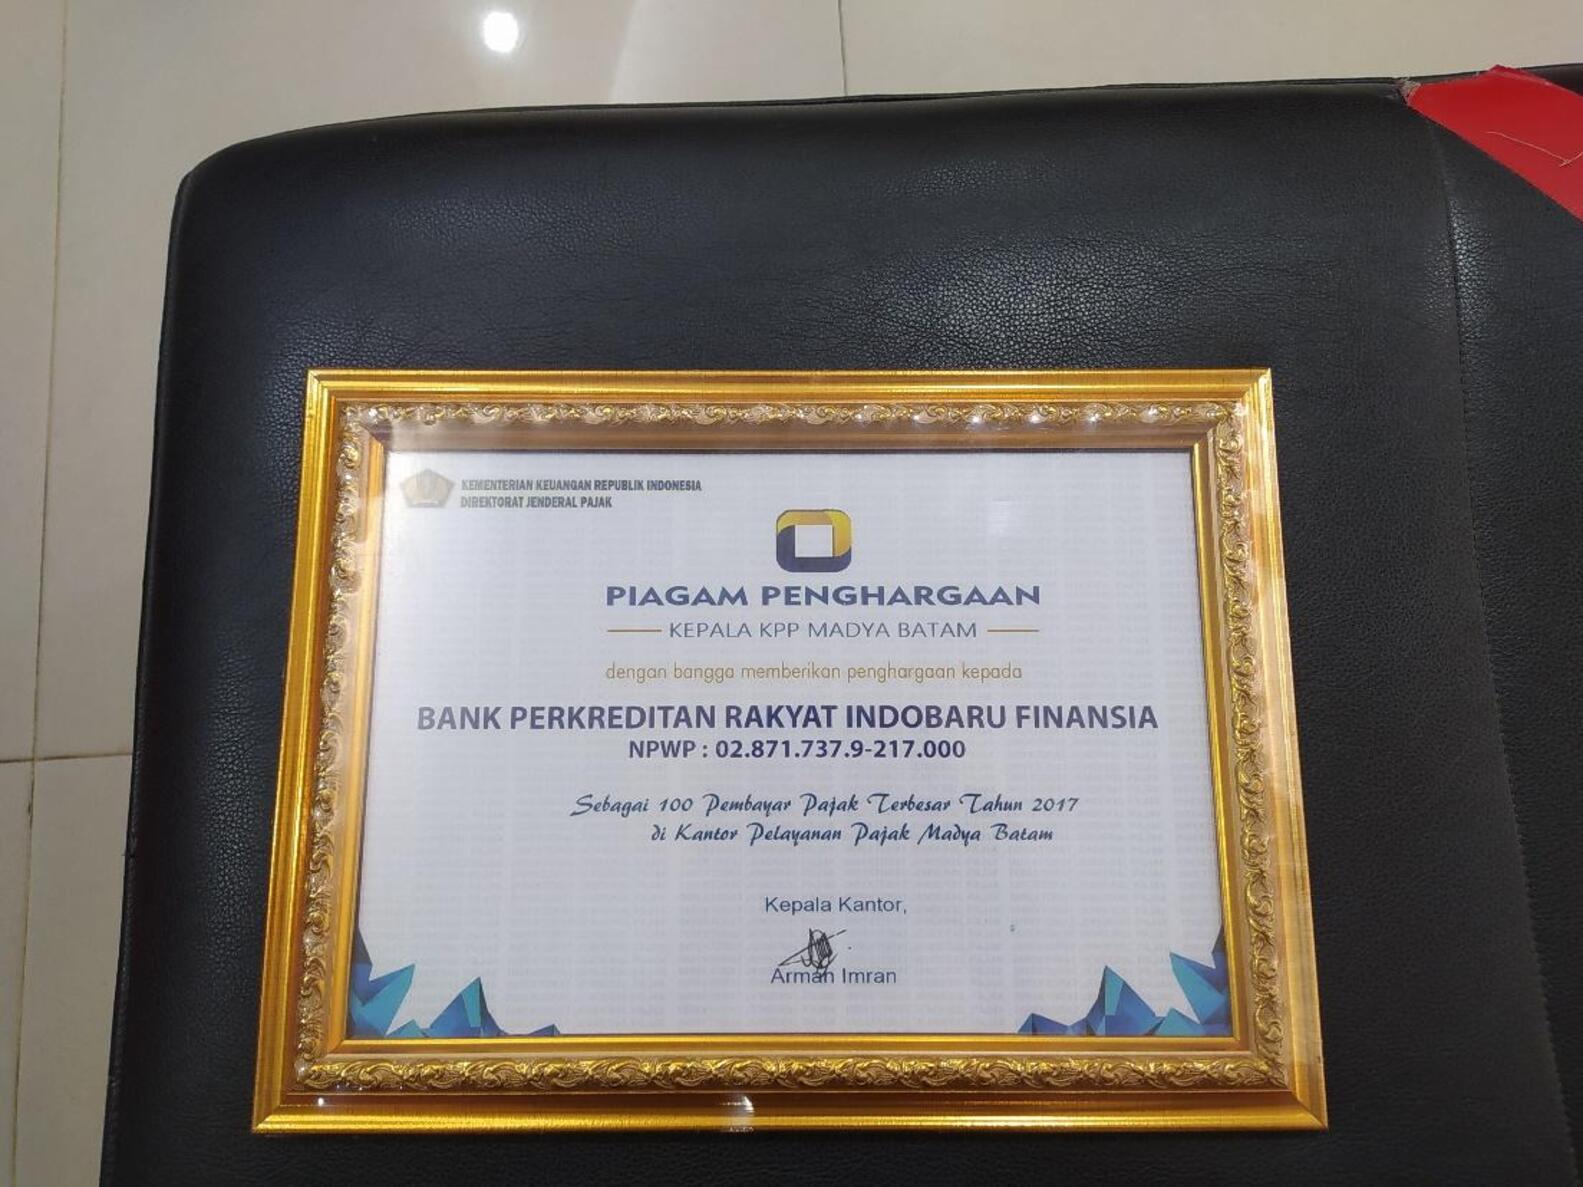 KEMENTERIAN KEUANGAN REPUBLIK INDONESIA
DIREKTORAT JENDERAL PAJAK
PIAGAM PENGHARGAAN
KEPALA KPP MADYA BATAM
dengan bangga memberikan penghargaan kepada
BANK PERKREDITAN RAKYAT INDOBARU FINANSIA
NPWP : 02.871.737.9-217.000
Sebagai 100 Pembayar Pajak Terbesar Tahun 2017
di Kantor Pelayanan Pajak Madya Batam
Kepala Kantor,
Arman Imran